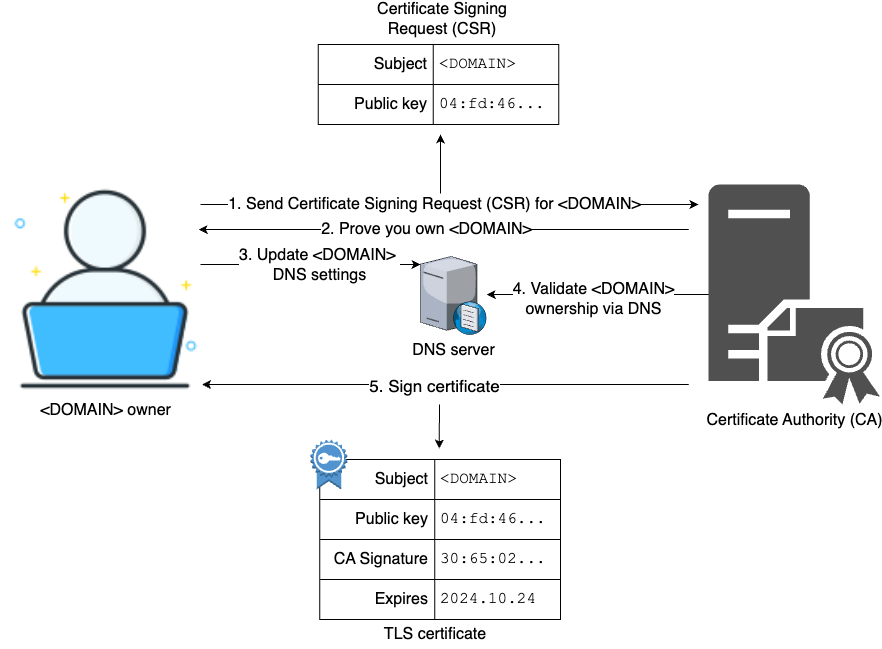 Certificate Signing
Request (CSR)
Subject <DOMAIN>
Public key 04:fd:46...
1. Send Certificate Signing Request (CSR) for <DOMAIN>
2. Prove you own <DOMAIN>
3. Update <DOMAIN>
DNS settings
4. Validate <DOMAIN>
ownership via DNS
DNS server
5. Sign certificate
<DOMAIN> owner
Certificate Authority (CA)
Subject <DOMAIN>
Public key 04:fd:46...
CA Signature 30:65:02...
Expires 2024.10.24
TLS certificate